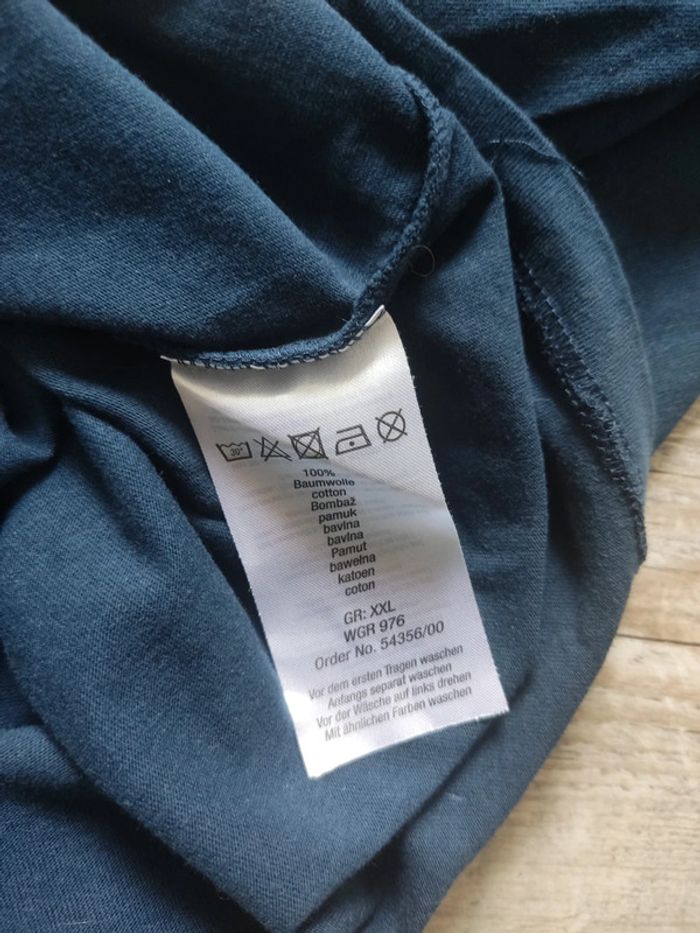 30°
100%
Baumwolle
cotton
Bombaž
pamuk
bavlna
bavlna
Pamut
bawełna
katoen
coton
GR: XXL
WGR 976
Order No. 54356/00
Vor dem ersten Tragen waschen
Anfangs separat waschen
Vor der Wäsche auf links drehen
Mit ähnlichen Farben waschen